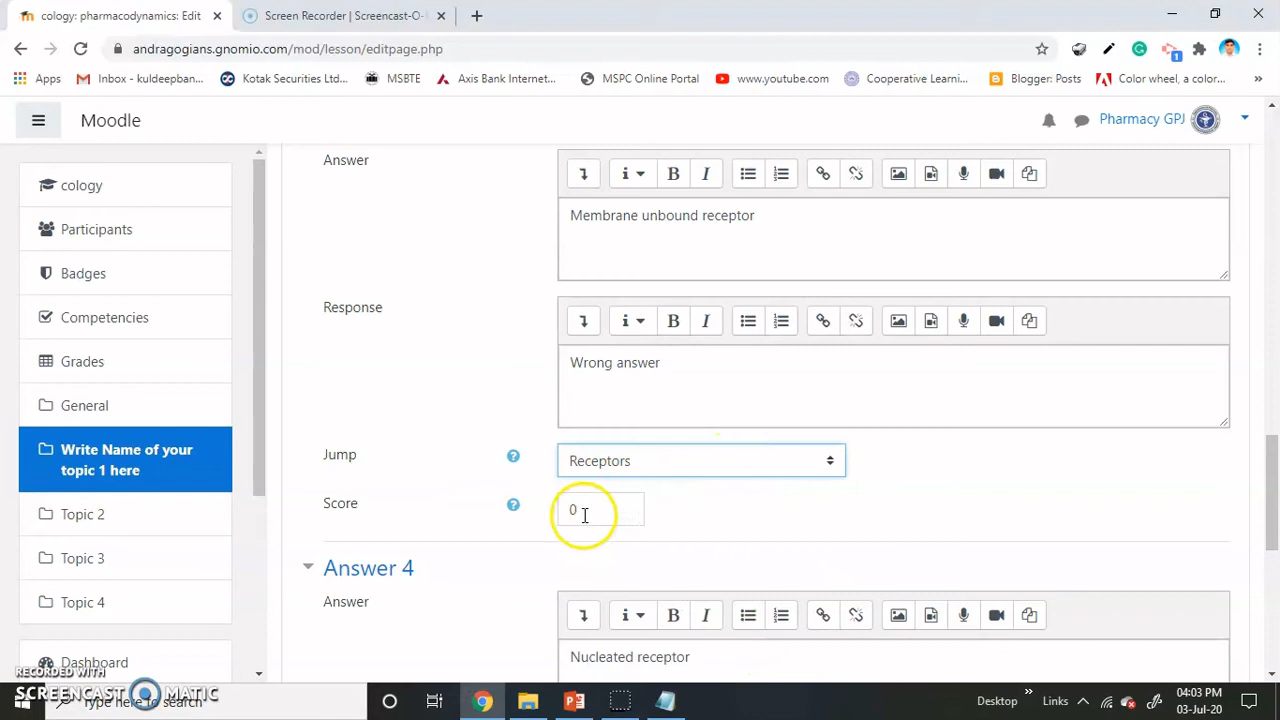 cology: pharmacodynamics: Edit
Screen Recorder | Screencast-O-
andragogians.gnomio.com/mod/lesson/editpage.php
1
Apps
Inbox - kuldeepban...
Kotak Securities Ltd...
MSBTE
Axis Bank Internet...
MSPC Online Portal
www.youtube.com
Cooperative Learni...
Blogger: Posts
Color wheel, a color...
»
Moodle
Pharmacy GPJ
cology
Participants
Badges
Competencies
Grades
General
Write Name of your
topic 1 here
Topic 2
Topic 3
Topic 4
Dashboard
Answer
Membrane unbound receptor
Response
Wrong answer
Jump
Receptors
Score
0
Answer 4
Answer
Nucleated receptor
RECORDED WITH
SCREENCAST MATIC
Type here to search
Desktop
»
Links
04:03 PM
03-Jul-20